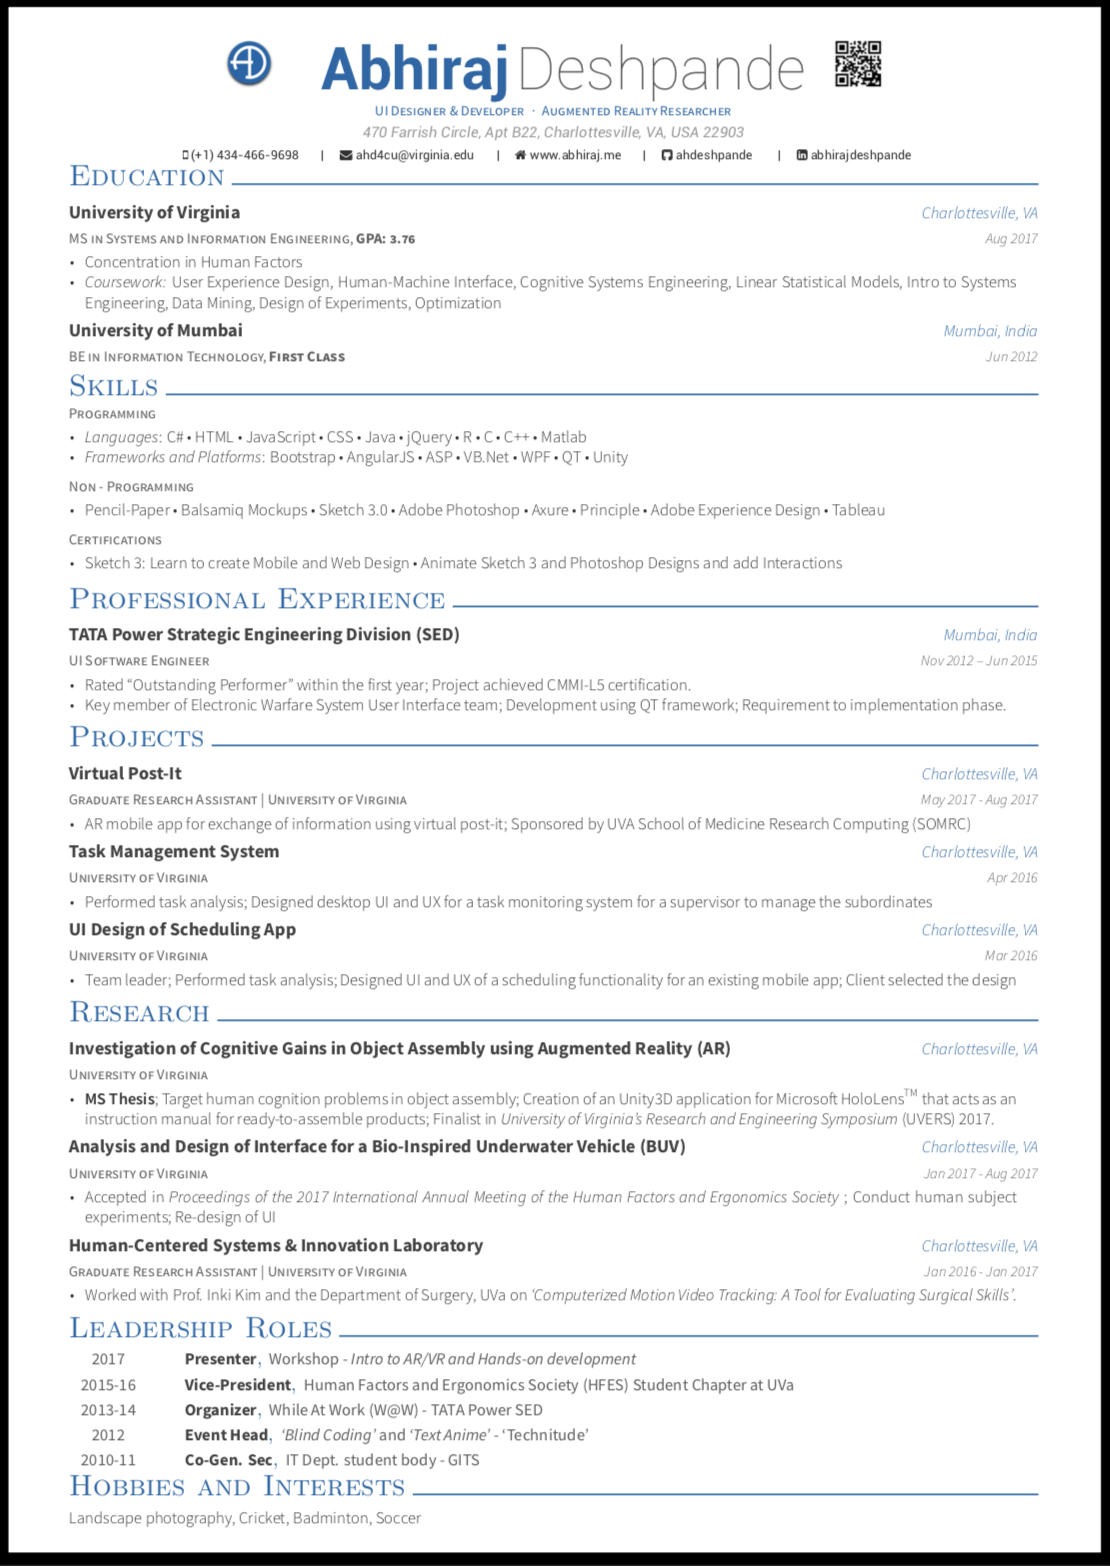 Abhiraj Deshpande
UI Designer & Developer · Augmented Reality Researcher
470 Farrish Circle, Apt B22, Charlottesville, VA, USA 22903
(+1) 434-466-9698 | ahd4cu@virginia.edu | www.abhiraj.me | ahdeshpande | abhirajdeshpande
Education
University of Virginia Charlottesville, VA
MS in Systems and Information Engineering, GPA: 3.76 Aug 2017
• Concentration in Human Factors
• Coursework: User Experience Design, Human-Machine Interface, Cognitive Systems Engineering, Linear Statistical Models, Intro to Systems
Engineering, Data Mining, Design of Experiments, Optimization
University of Mumbai Mumbai, India
BE in Information Technology, First Class Jun 2012
Skills
Programming
• Languages: C# • HTML • JavaScript • CSS • Java • jQuery • R • C • C++ • Matlab
• Frameworks and Platforms: Bootstrap • AngularJS • ASP • VB.Net • WPF • QT • Unity
Non - Programming
• Pencil-Paper • Balsamiq Mockups • Sketch 3.0 • Adobe Photoshop • Axure • Principle • Adobe Experience Design • Tableau
Certifications
• Sketch 3: Learn to create Mobile and Web Design • Animate Sketch 3 and Photoshop Designs and add Interactions
Professional Experience
TATA Power Strategic Engineering Division (SED) Mumbai, India
UI Software Engineer Nov 2012 – Jun 2015
• Rated “Outstanding Performer” within the first year; Project achieved CMMI-L5 certification.
• Key member of Electronic Warfare System User Interface team; Development using QT framework; Requirement to implementation phase.
Projects
Virtual Post-It Charlottesville, VA
Graduate Research Assistant | University of Virginia May 2017 - Aug 2017
• AR mobile app for exchange of information using virtual post-it; Sponsored by UVA School of Medicine Research Computing (SOMRC)
Task Management System Charlottesville, VA
University of Virginia Apr 2016
• Performed task analysis; Designed desktop UI and UX for a task monitoring system for a supervisor to manage the subordinates
UI Design of Scheduling App Charlottesville, VA
University of Virginia Mar 2016
• Team leader; Performed task analysis; Designed UI and UX of a scheduling functionality for an existing mobile app; Client selected the design
Research
Investigation of Cognitive Gains in Object Assembly using Augmented Reality (AR) Charlottesville, VA
University of Virginia
• MS Thesis; Target human cognition problems in object assembly; Creation of an Unity3D application for Microsoft HoloLens™ that acts as an
instruction manual for ready-to-assemble products; Finalist in University of Virginia’s Research and Engineering Symposium (UVERS) 2017.
Analysis and Design of Interface for a Bio-Inspired Underwater Vehicle (BUV) Charlottesville, VA
University of Virginia Jan 2017 - Aug 2017
• Accepted in Proceedings of the 2017 International Annual Meeting of the Human Factors and Ergonomics Society ; Conduct human subject
experiments; Re-design of UI
Human-Centered Systems & Innovation Laboratory Charlottesville, VA
Graduate Research Assistant | University of Virginia Jan 2016 - Jan 2017
• Worked with Prof. Inki Kim and the Department of Surgery, UVa on ‘Computerized Motion Video Tracking: A Tool for Evaluating Surgical Skills’.
Leadership Roles
2017 Presenter, Workshop - Intro to AR/VR and Hands-on development
2015-16 Vice-President, Human Factors and Ergonomics Society (HFES) Student Chapter at UVa
2013-14 Organizer, While At Work (W@W) - TATA Power SED
2012 Event Head, ‘Blind Coding’ and ‘Text Anime’ - ‘Technitude’
2010-11 Co-Gen. Sec, IT Dept. student body - GITS
Hobbies and Interests
Landscape photography, Cricket, Badminton, Soccer